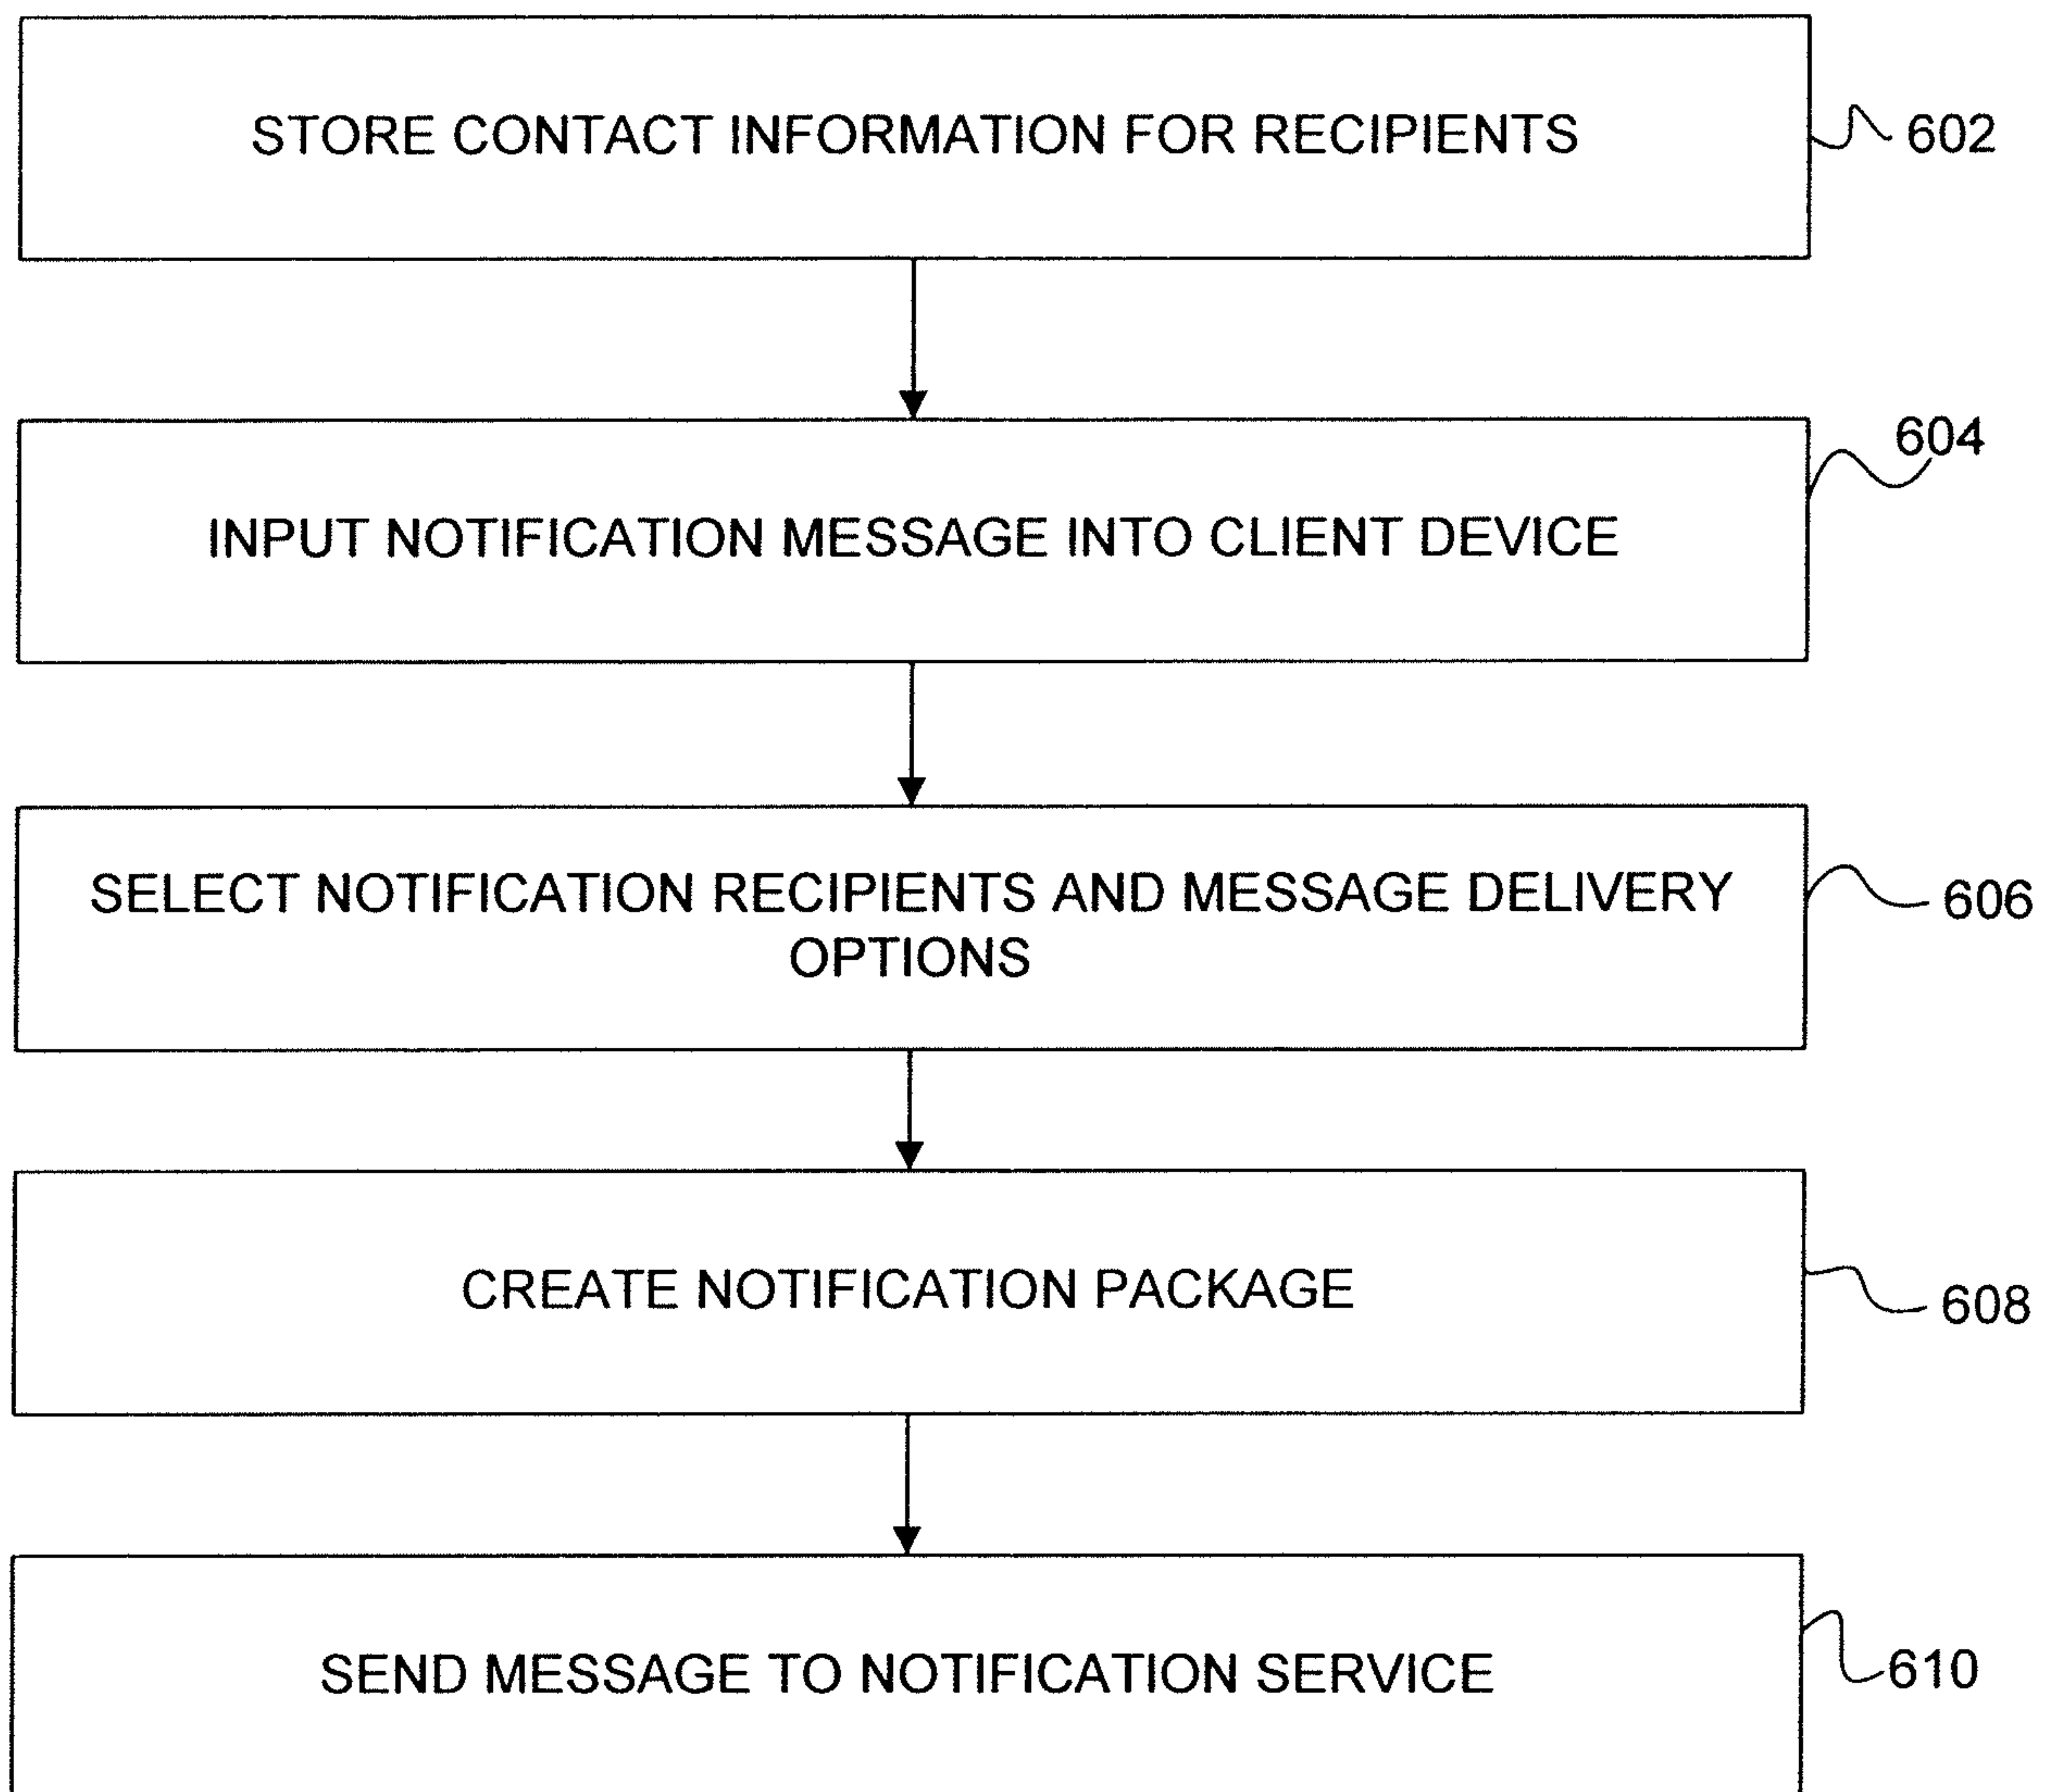 STORE CONTACT INFORMATION FOR RECIPIENTS
602
INPUT NOTIFICATION MESSAGE INTO CLIENT DEVICE
604
SELECT NOTIFICATION RECIPIENTS AND MESSAGE DELIVERY
OPTIONS
606
CREATE NOTIFICATION PACKAGE
608
SEND MESSAGE TO NOTIFICATION SERVICE
610